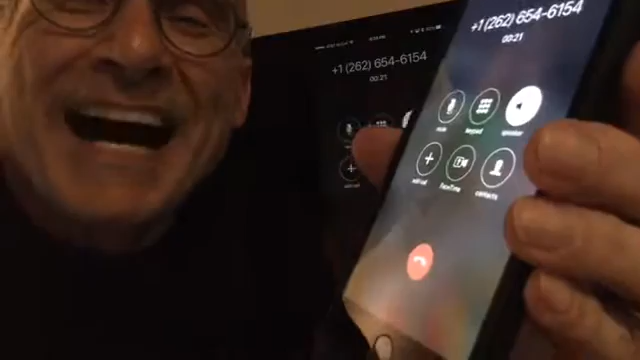 +1 (262) 654-6154
00:21
+1 (262) 654-6154
00:21
mute
keypad
speaker
add call
FaceTime
contacts